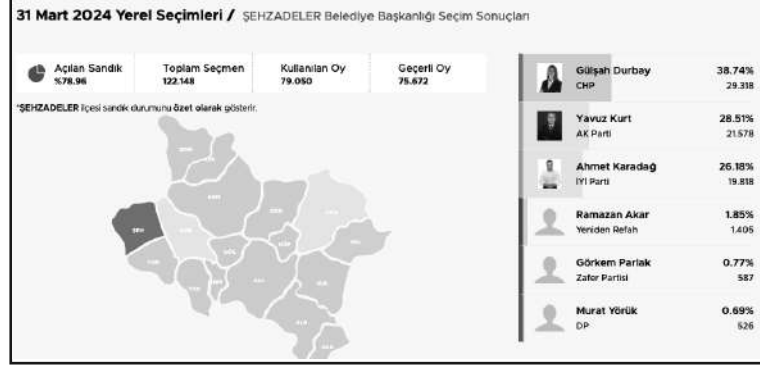 31 Mart 2024 Yerel Seçimleri / ŞEHZADELER Belediye Başkanlığı Seçim Sonuçları
Açılan Sandık
%78.96
Toplam Seçmen
122.148
Kullanılan Oy
79.050
Geçerli Oy
75.672
*ŞEHZADELER ilçesi sandık durumunu özet olarak gösterir.
Gülşah Durbay 38.74%
CHP 29.318
Yavuz Kurt 28.51%
AK Parti 21.578
Ahmet Karadağ 26.18%
İYİ Parti 19.818
Ramazan Akar 1.85%
Yeniden Refah 1.405
Görkem Parlak 0.77%
Zafer Partisi 587
Murat Yörük 0.69%
DP 526